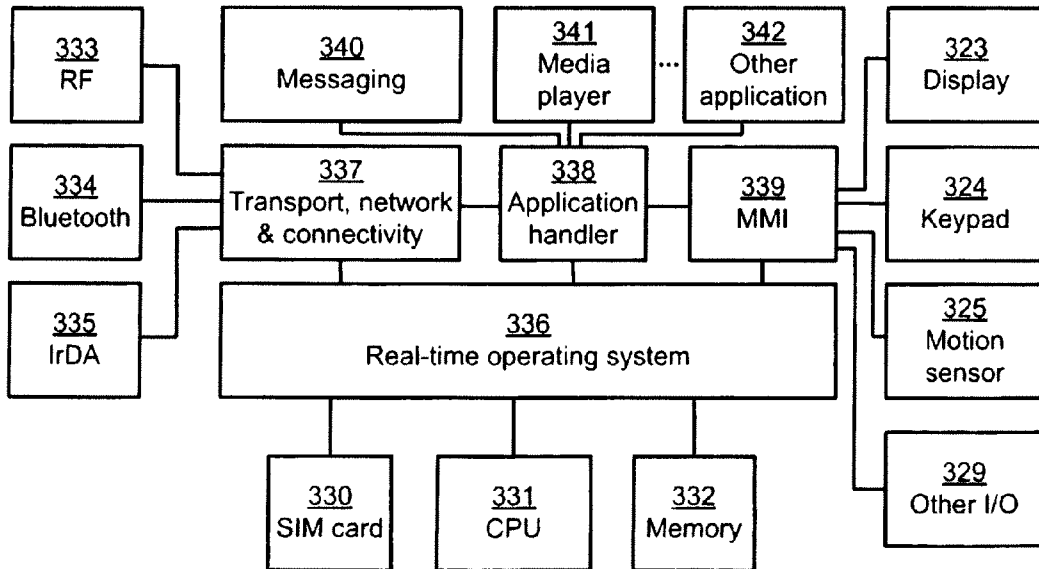 333
RF
340
Messaging
341
Media
player
...
342
Other
application
323
Display
334
Bluetooth
337
Transport, network
& connectivity
338
Application
handler
339
MMI
324
Keypad
335
IrDA
336
Real-time operating system
325
Motion
sensor
330
SIM card
331
CPU
332
Memory
329
Other I/O